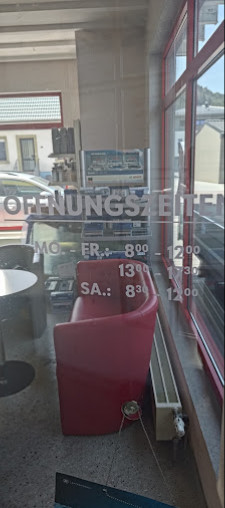 ÖFFNUNGSZEITEN
MO. - FR.: 8⁰⁰ - 12⁰⁰
13⁰⁰ - 17³⁰
SA.: 8³⁰ - 12⁰⁰